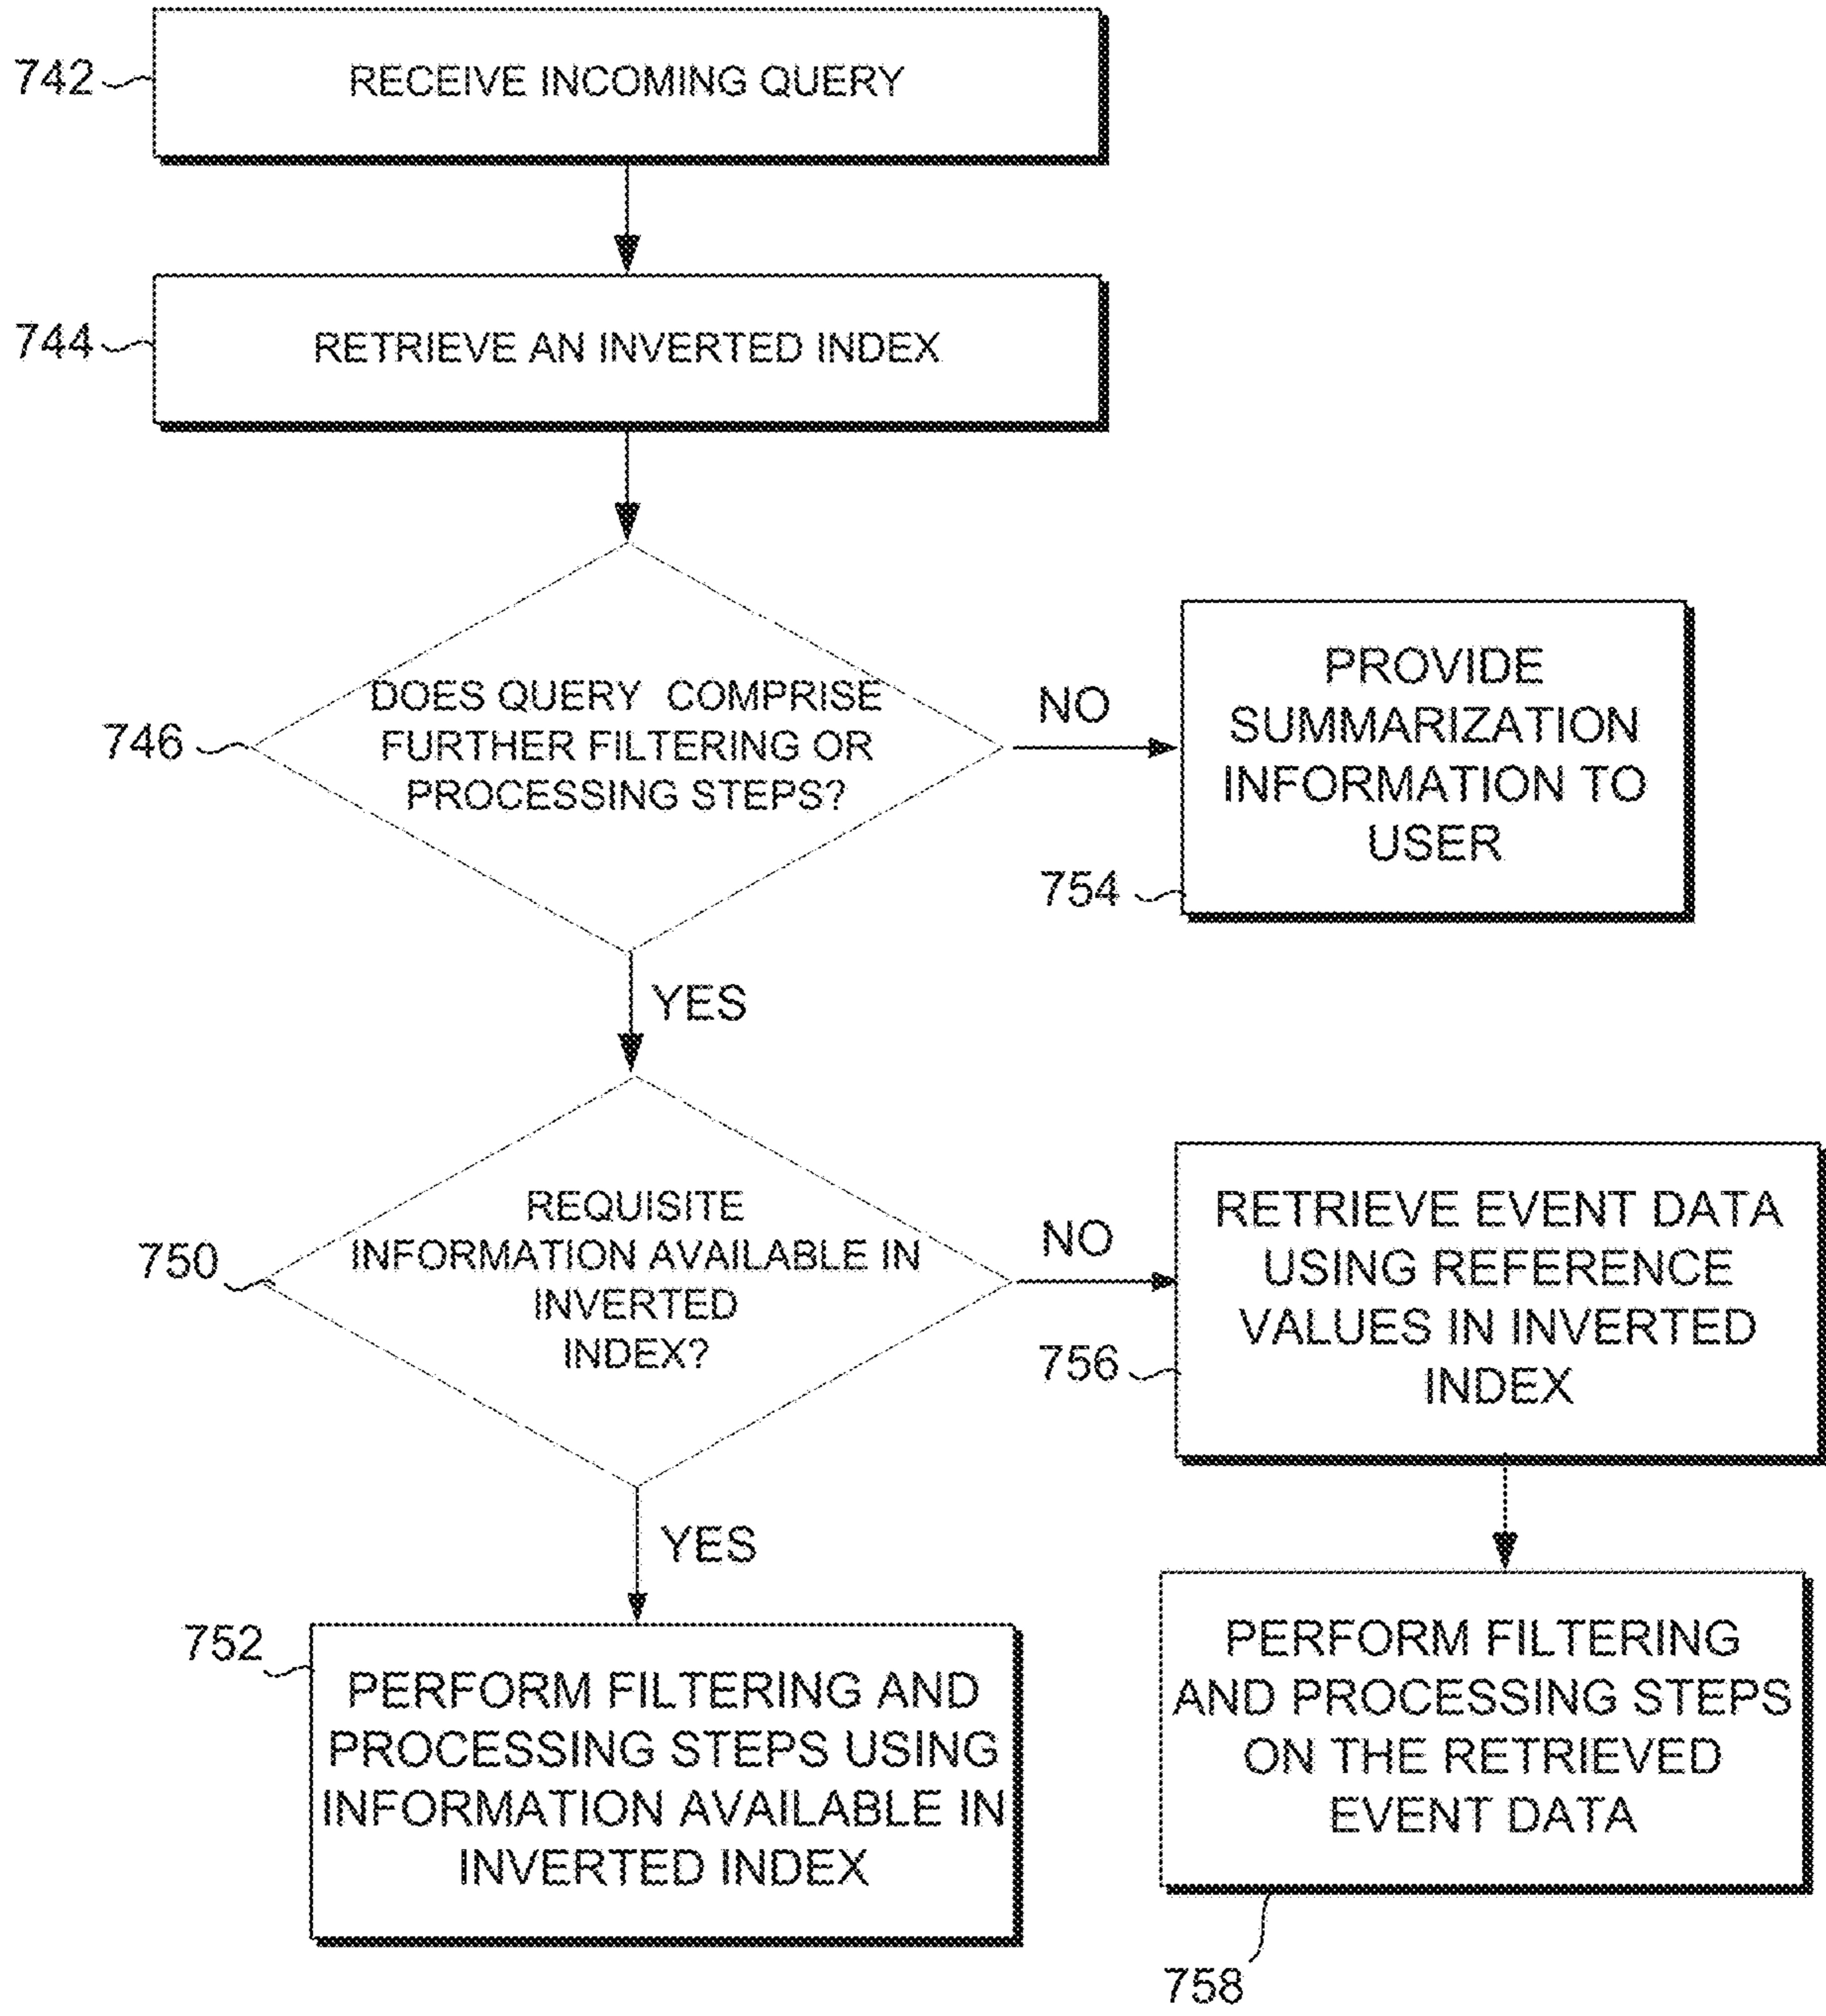 742
RECEIVE INCOMING QUERY
744
RETRIEVE AN INVERTED INDEX
746
DOES QUERY COMPRISE
FURTHER FILTERING OR
PROCESSING STEPS?
NO
PROVIDE
SUMMARIZATION
INFORMATION TO
USER
754
YES
750
REQUISITE
INFORMATION AVAILABLE IN
INVERTED
INDEX?
NO
RETRIEVE EVENT DATA
USING REFERENCE
VALUES IN INVERTED
INDEX
756
YES
752
PERFORM FILTERING AND
PROCESSING STEPS USING
INFORMATION AVAILABLE IN
INVERTED INDEX
PERFORM FILTERING
AND PROCESSING STEPS
ON THE RETRIEVED
EVENT DATA
758